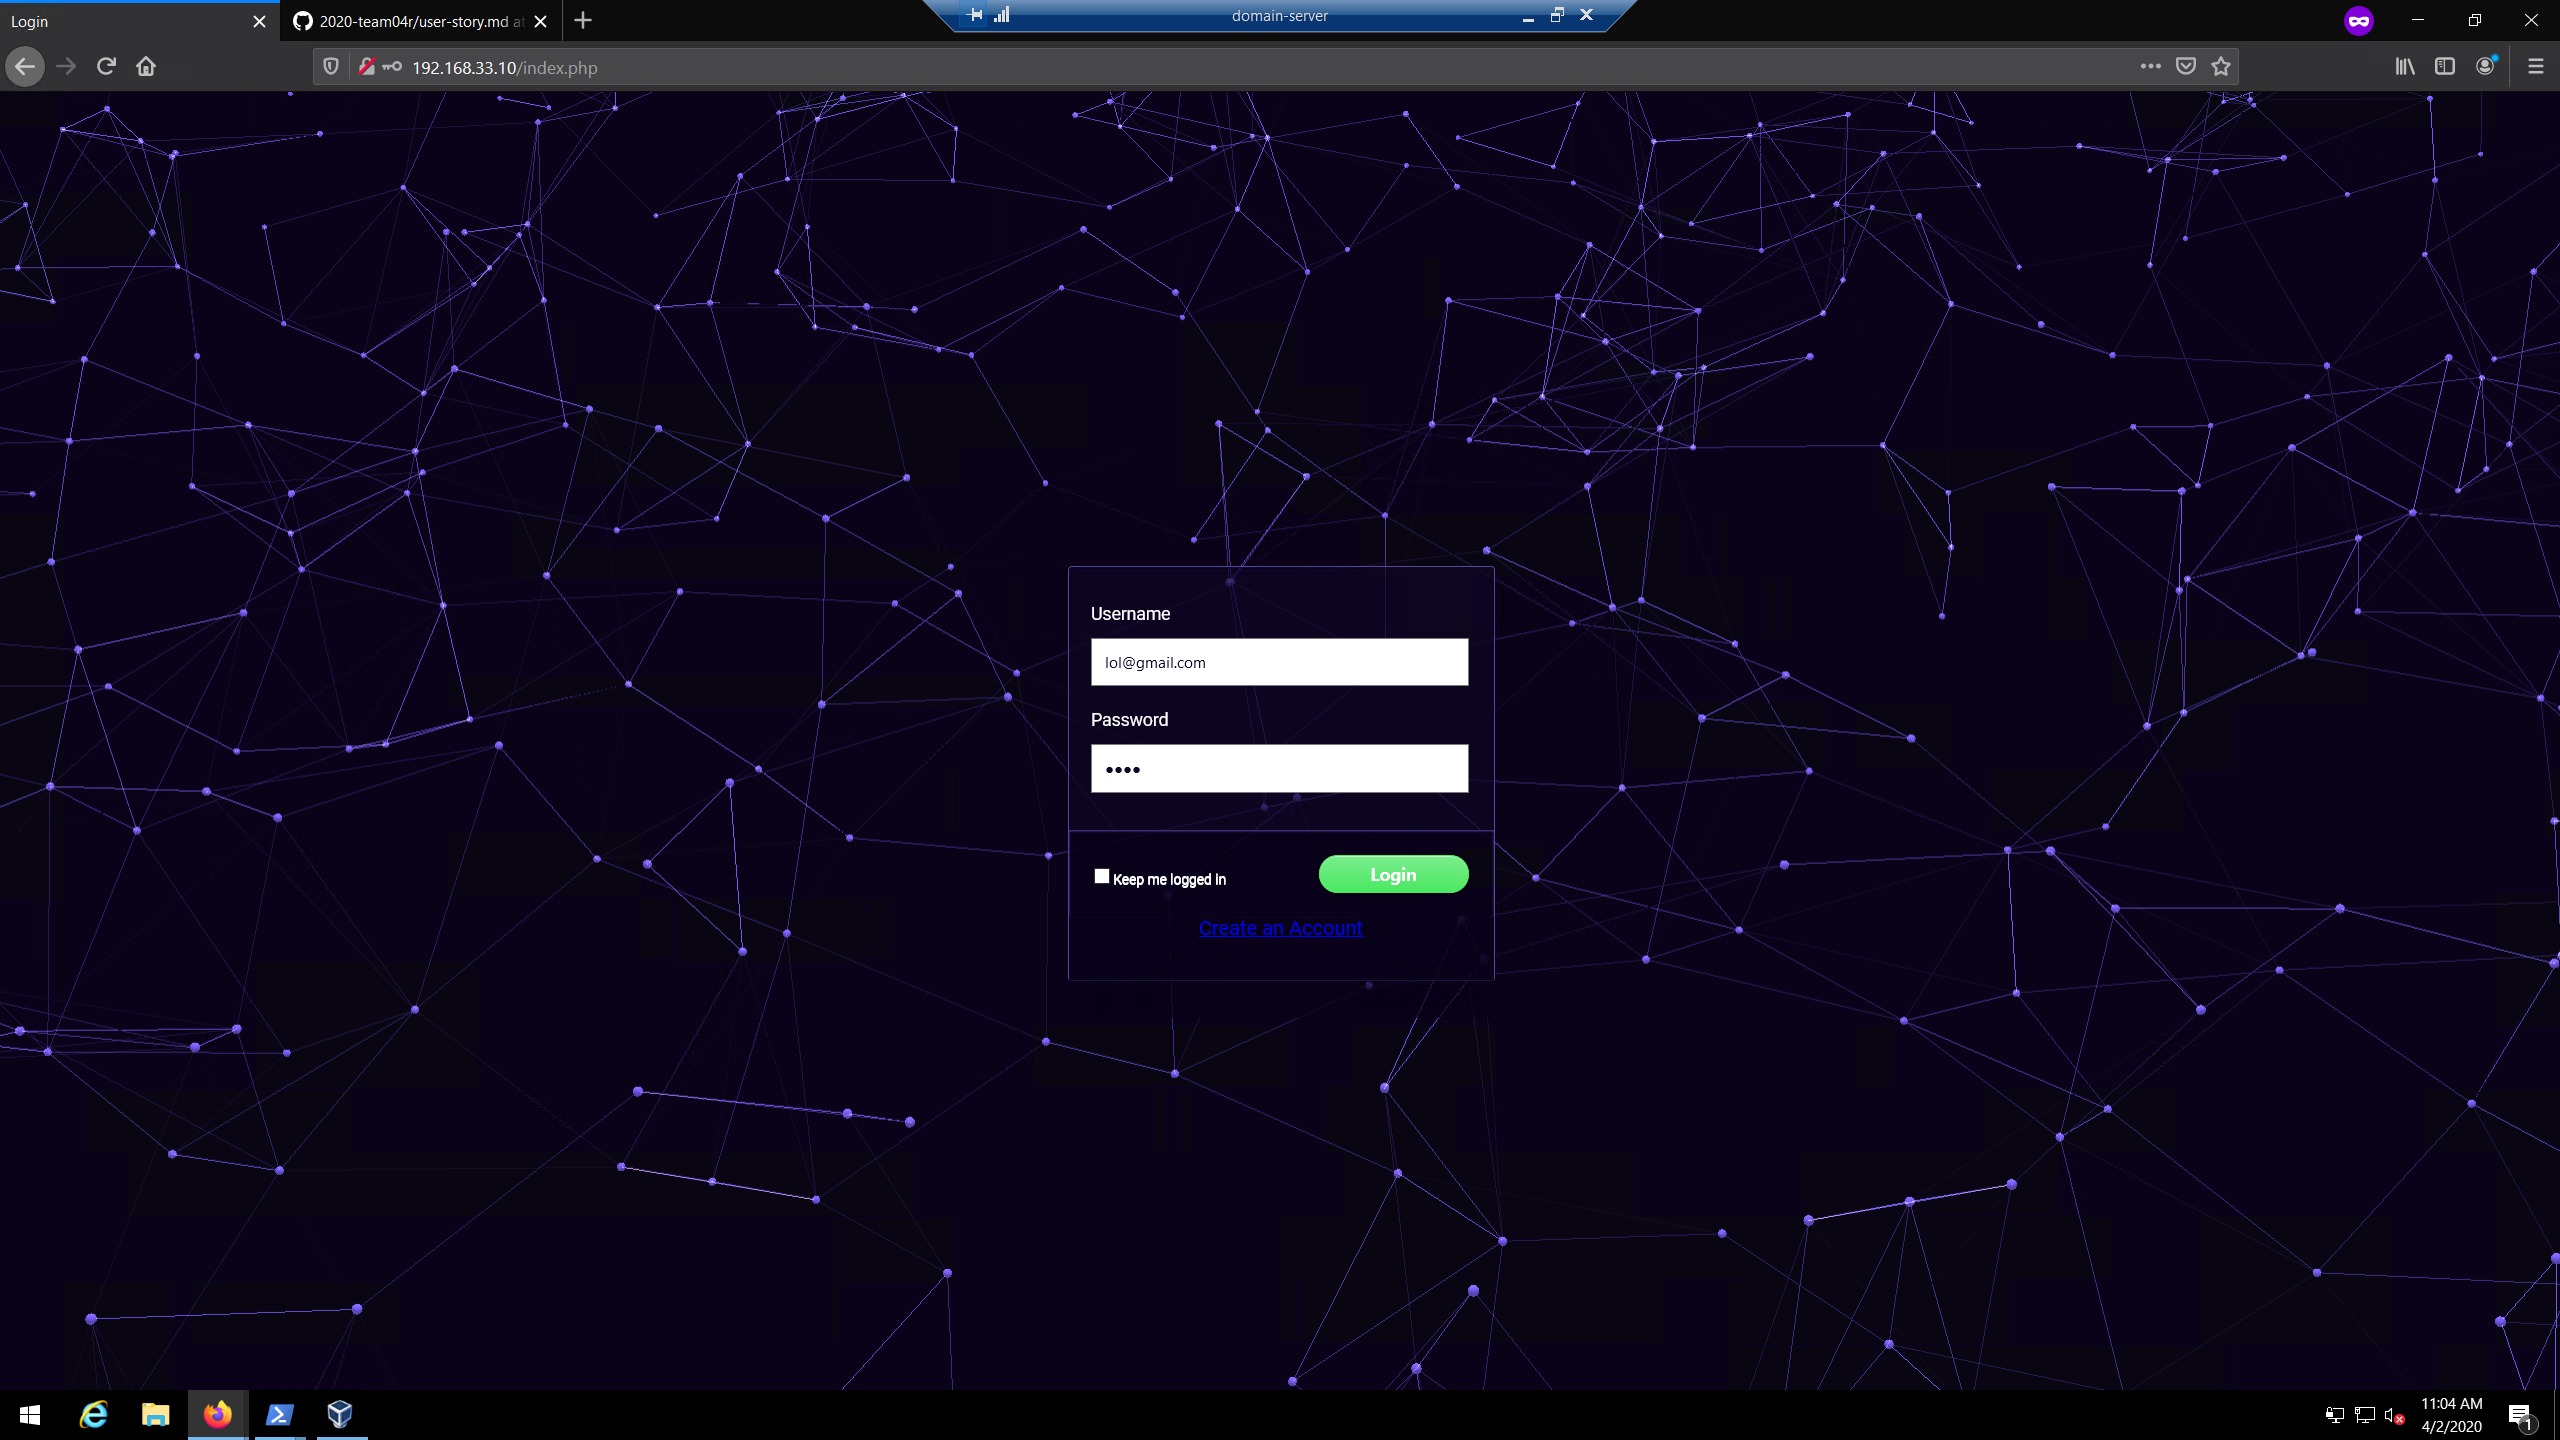 Login
2020-team04r/user-story.md at
domain-server
192.168.33.10/index.php
Username
lol@gmail.com
Password
••••
Keep me logged in
Login
Create an Account
11:04 AM
4/2/2020
1